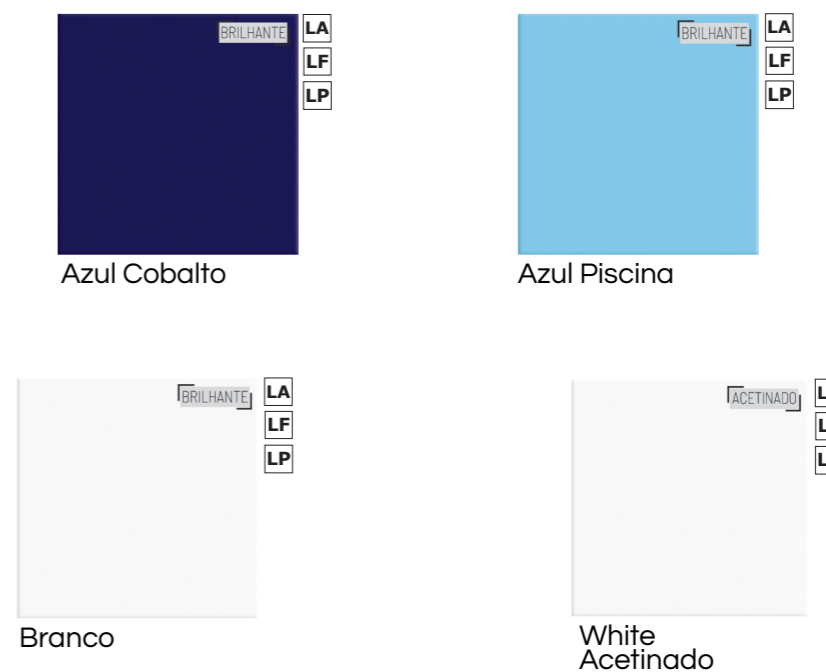 BRILHANTE
LA
LF
LP
Azul Cobalto
BRILHANTE
LA
LF
LP
Azul Piscina
BRILHANTE
LA
LF
LP
Branco
ACETINADO
White
Acetinado